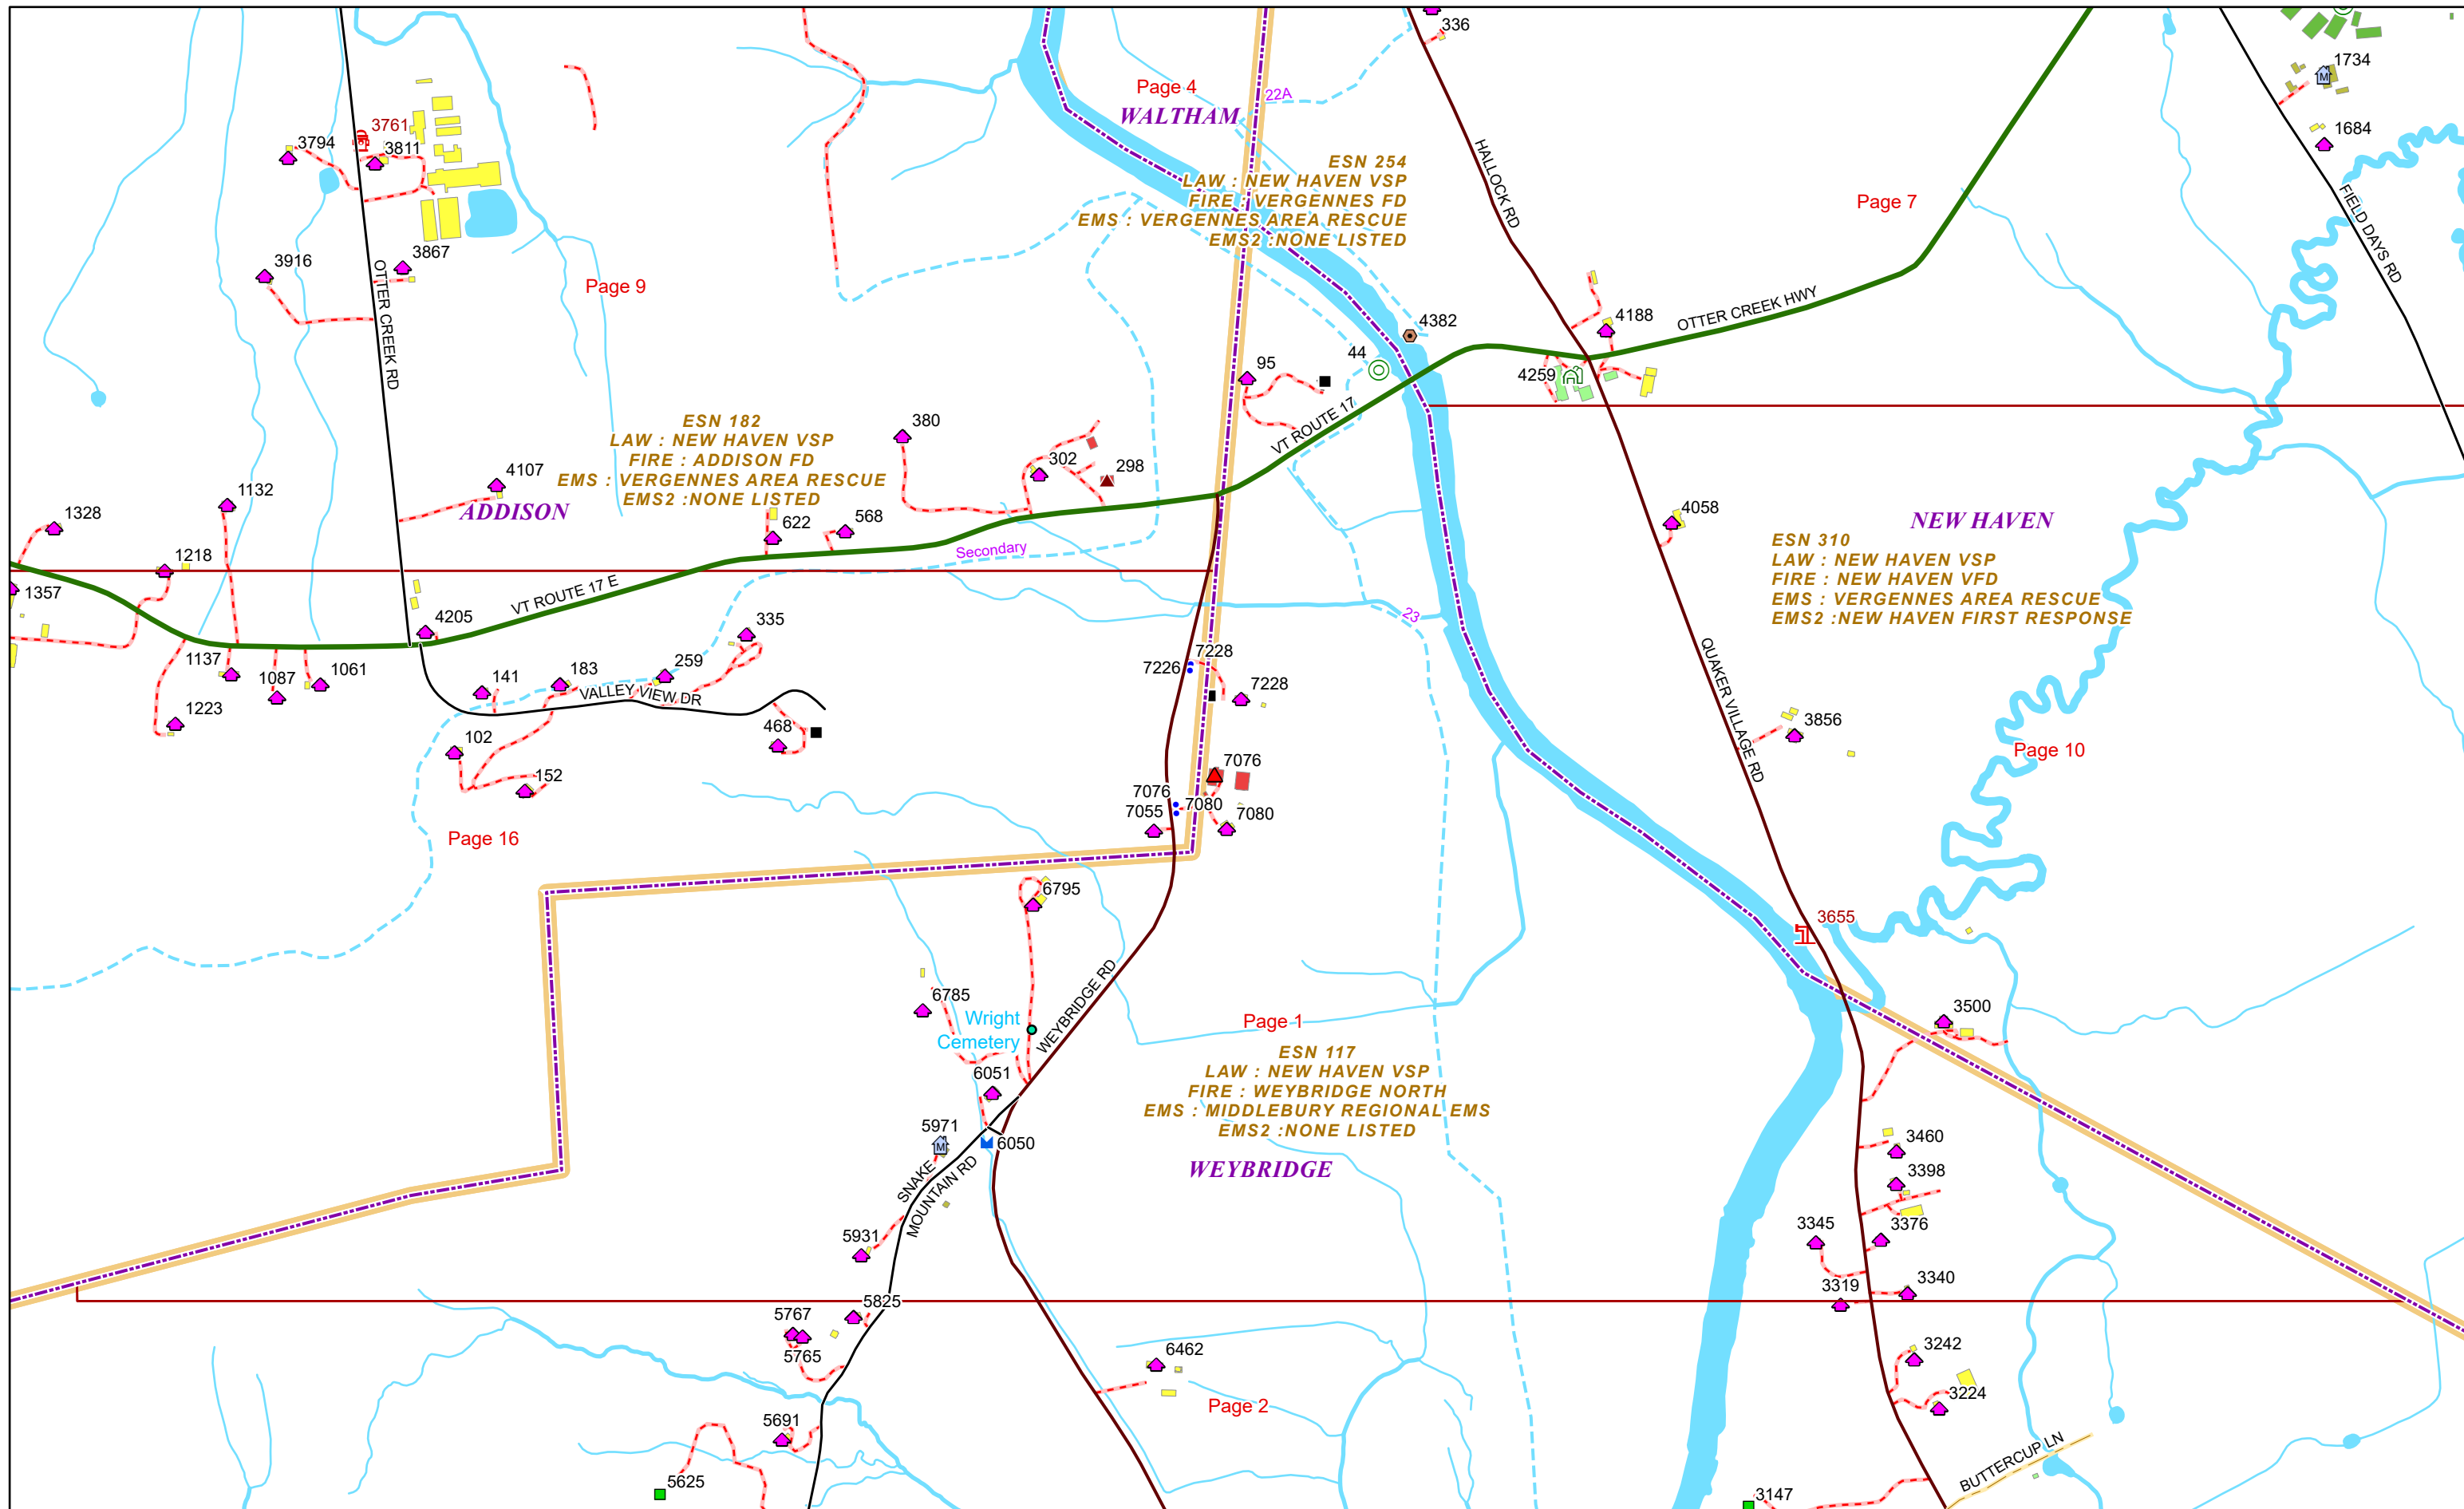 336
Page 4
22A
WALTHAM
1734
3761
3794
3811
1684
HALLOCK RD
ESN 254
LAW : NEW HAVEN VSP
FIRE : VERGENNES FD
EMS : VERGENNES AREA RESCUE
EMS2 :NONE LISTED
Page 7
FIELD DAYS RD
3867
3916
Page 9
OTTER CREEK RD
OTTER CREEK HWY
4382
4188
44
95
4259
VT ROUTE 17
ESN 182
LAW : NEW HAVEN VSP
FIRE : ADDISON FD
EMS : VERGENNES AREA RESCUE
EMS2 :NONE LISTED
380
302
298
4107
ADDISON
1132
1328
622
568
Secondary
4058
NEW HAVEN
ESN 310
LAW : NEW HAVEN VSP
FIRE : NEW HAVEN VFD
EMS : VERGENNES AREA RESCUE
EMS2 :NEW HAVEN FIRST RESPONSE
1218
1357
VT ROUTE 17 E
4205
335
23
1137
1087
1061
141
183
259
VALLEY VIEW DR
7228
7226
7228
QUAKER VILLAGE RD
1223
102
468
152
3856
Page 10
7076
7076
7080
7055
7080
Page 16
6795
3655
6785
Wright
Cemetery
WEYBRIDGE RD
Page 1
3500
ESN 117
LAW : NEW HAVEN VSP
FIRE : WEYBRIDGE NORTH
EMS : MIDDLEBURY REGIONAL EMS
EMS2 :NONE LISTED
6051
5971
M
6050
WEYBRIDGE
SNAKE
MOUNTAIN RD
3460
3398
3345
3376
5931
3319
3340
5825
5767
5765
6462
3242
3224
Page 2
5691
5625
BUTTERCUP LN
3147